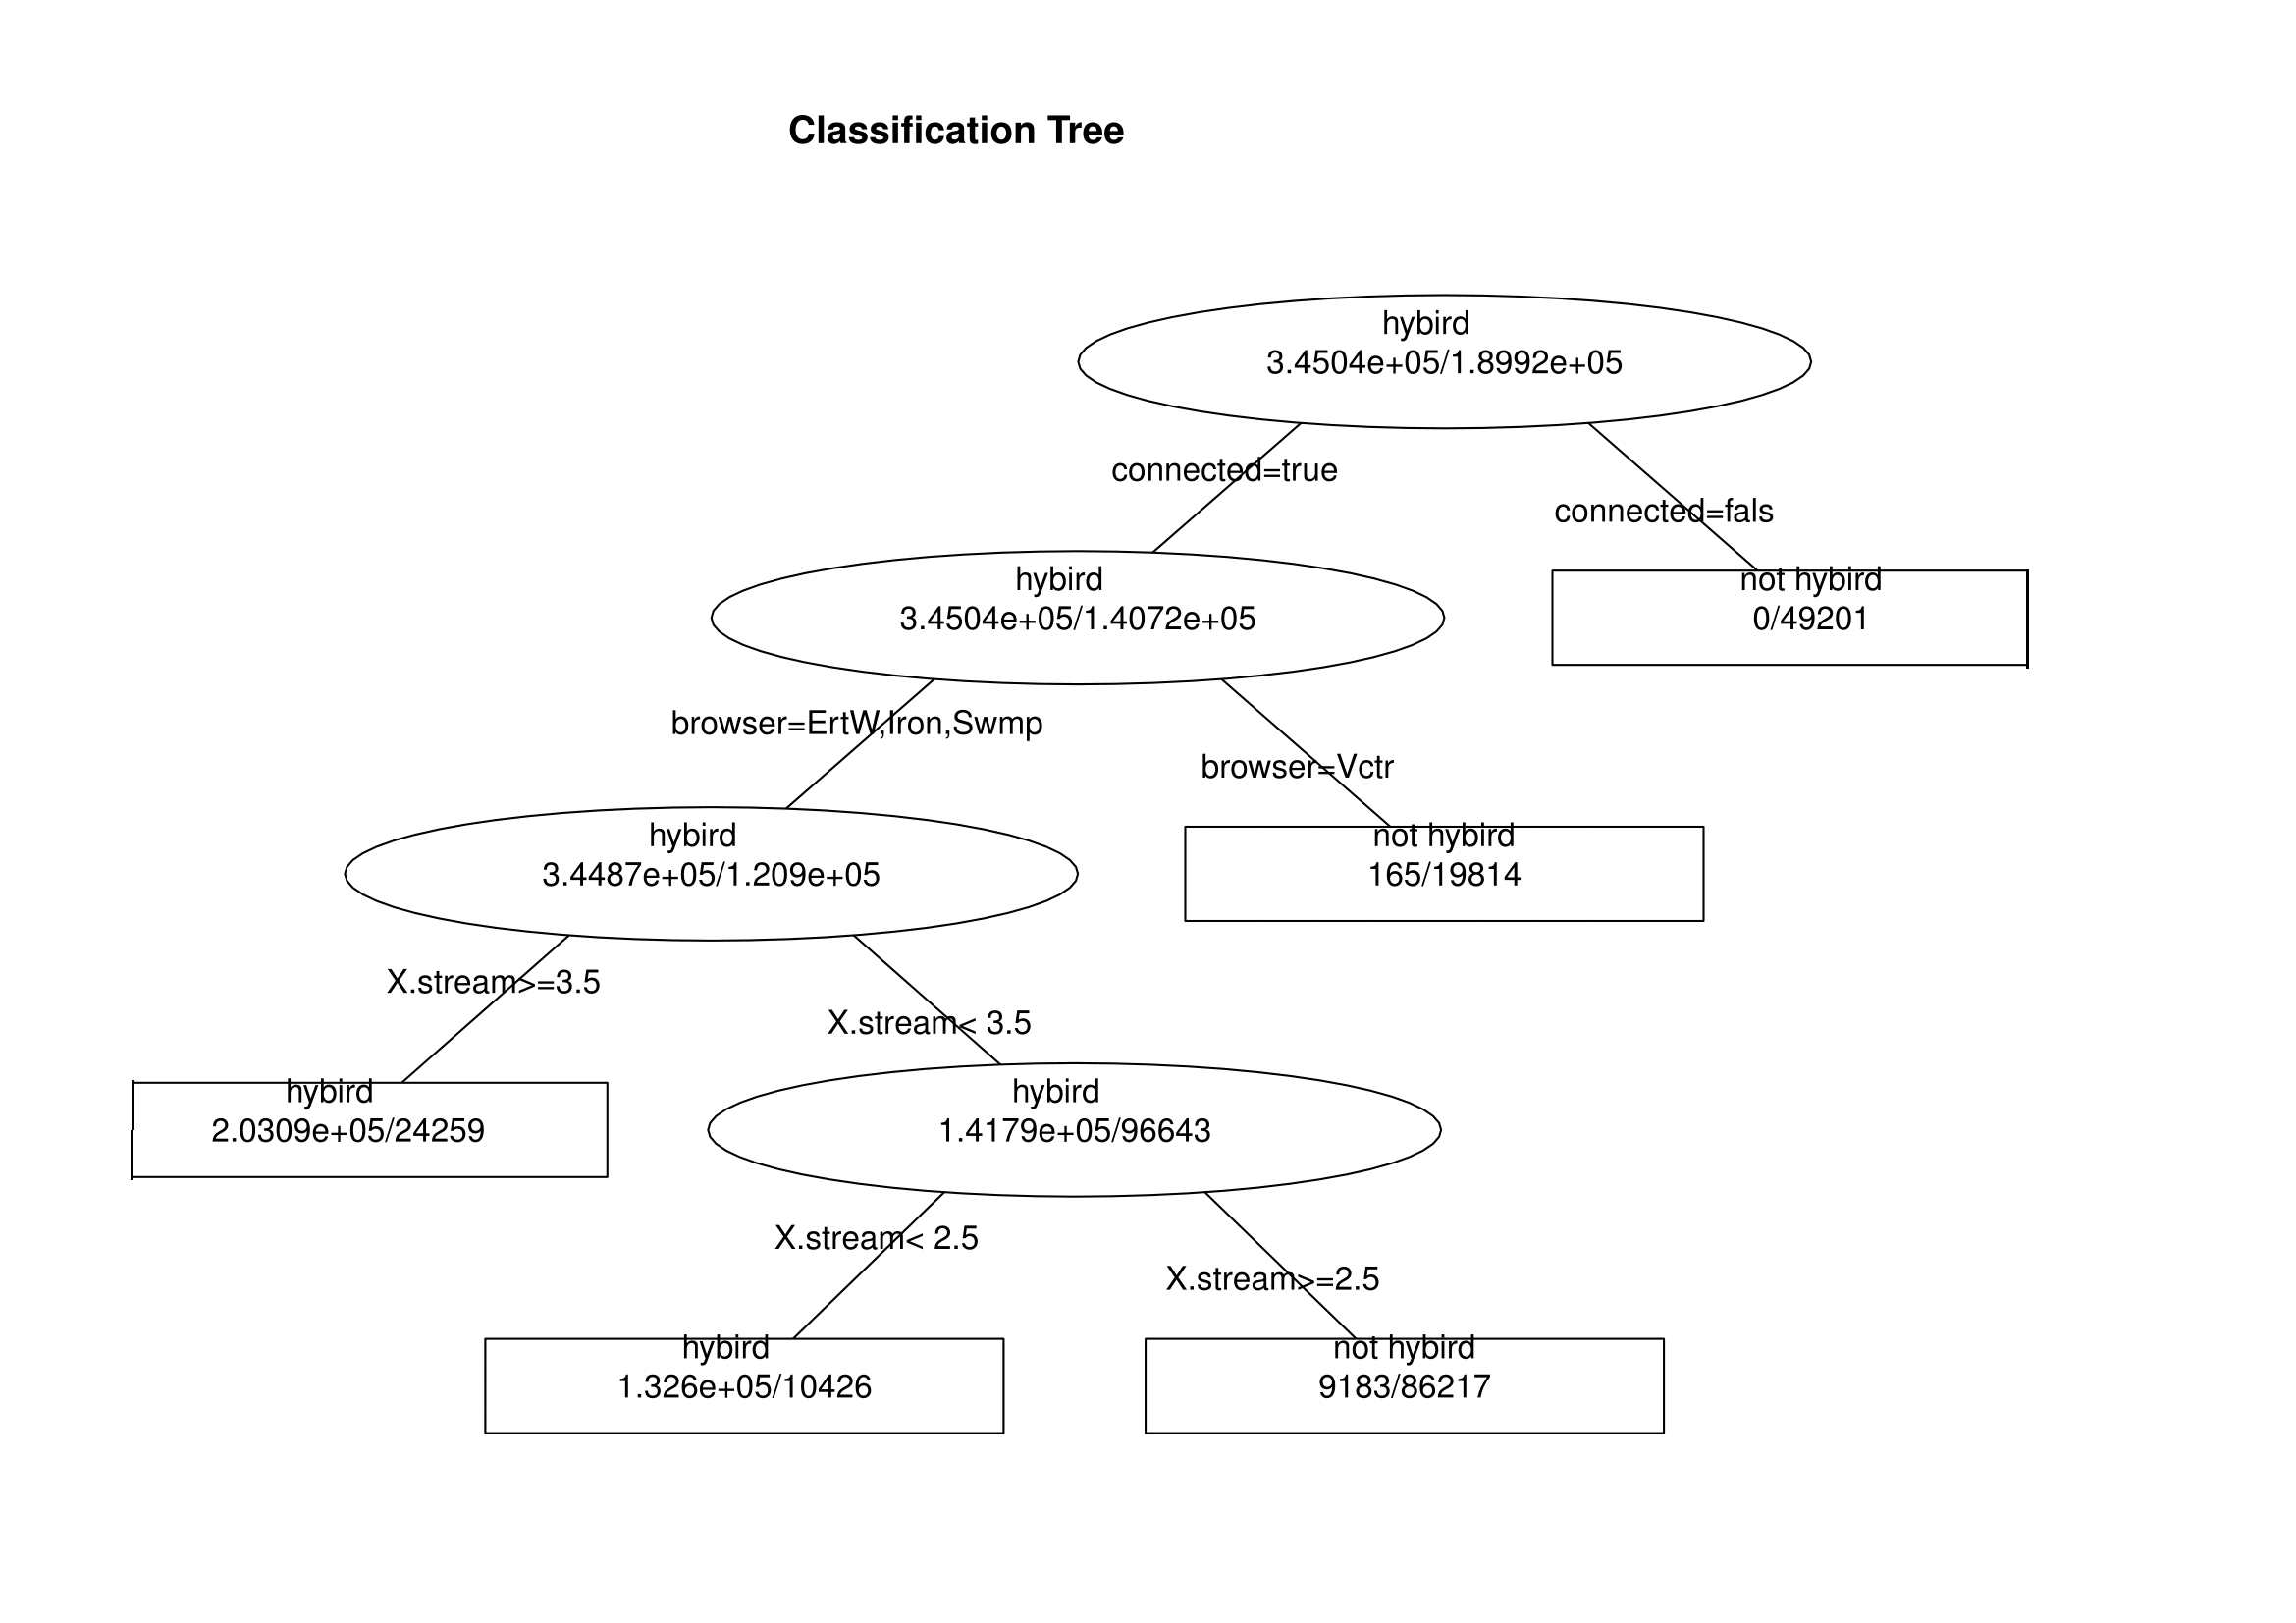 Classification Tree
hybird
3.4504e+05/1.8992e+05
connected=true
connected=fals
hybird
3.4504e+05/1.4072e+05
not hybird
0/49201
browser=ErtW,Iron,Swmp
browser=Vctr
hybird
3.4487e+05/1.209e+05
not hybird
165/19814
X.stream>=3.5
X.stream< 3.5
hybird
2.0309e+05/24259
hybird
1.4179e+05/96643
X.stream< 2.5
X.stream>=2.5
hybird
1.326e+05/10426
not hybird
9183/86217